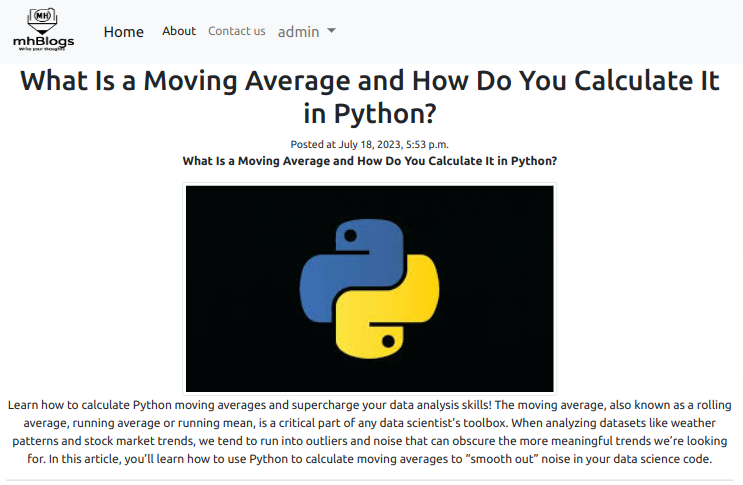 MH
mhBlogs
Write your thoughts
Home About Contact us admin
What Is a Moving Average and How Do You Calculate It
in Python?
Posted at July 18, 2023, 5:53 p.m.
What Is a Moving Average and How Do You Calculate It in Python?
Learn how to calculate Python moving averages and supercharge your data analysis skills! The moving average, also known as a rolling
average, running average or running mean, is a critical part of any data scientist’s toolbox. When analyzing datasets like weather
patterns and stock market trends, we tend to run into outliers and noise that can obscure the more meaningful trends we’re looking
for. In this article, you’ll learn how to use Python to calculate moving averages to “smooth out” noise in your data science code.